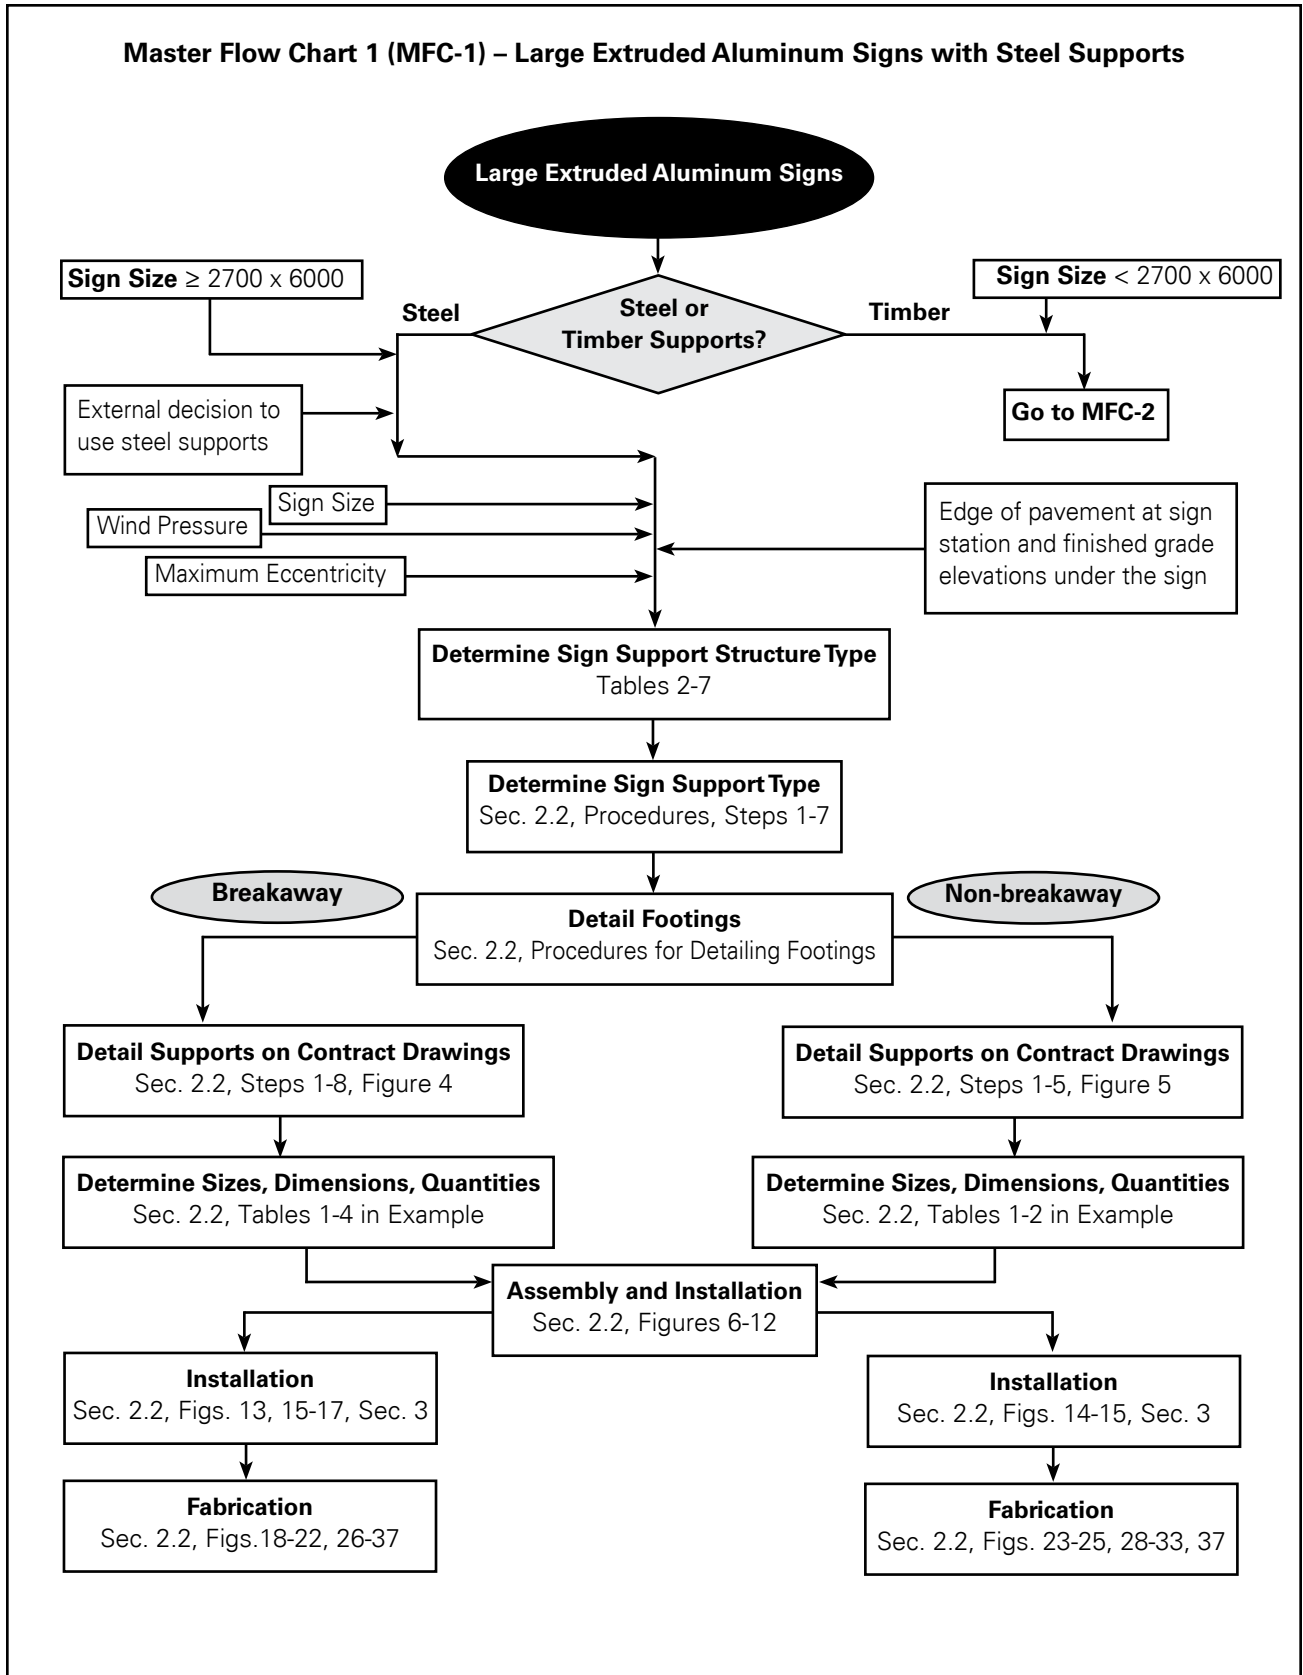 Master Flow Chart 1 (MFC-1) – Large Extruded Aluminum Signs with Steel Supports
Large Extruded Aluminum Signs
Sign Size ≥ 2700 x 6000
Sign Size < 2700 x 6000
Steel
Steel or
Timber Supports?
Timber
External decision to
use steel supports
Go to MFC-2
Sign Size
Wind Pressure
Maximum Eccentricity
Edge of pavement at sign
station and finished grade
elevations under the sign
Determine Sign Support Structure Type
Tables 2-7
Determine Sign Support Type
Sec. 2.2, Procedures, Steps 1-7
Breakaway
Non-breakaway
Detail Footings
Sec. 2.2, Procedures for Detailing Footings
Detail Supports on Contract Drawings
Sec. 2.2, Steps 1-8, Figure 4
Detail Supports on Contract Drawings
Sec. 2.2, Steps 1-5, Figure 5
Determine Sizes, Dimensions, Quantities
Sec. 2.2, Tables 1-4 in Example
Determine Sizes, Dimensions, Quantities
Sec. 2.2, Tables 1-2 in Example
Assembly and Installation
Sec. 2.2, Figures 6-12
Installation
Sec. 2.2, Figs. 13, 15-17, Sec. 3
Installation
Sec. 2.2, Figs. 14-15, Sec. 3
Fabrication
Sec. 2.2, Figs.18-22, 26-37
Fabrication
Sec. 2.2, Figs. 23-25, 28-33, 37